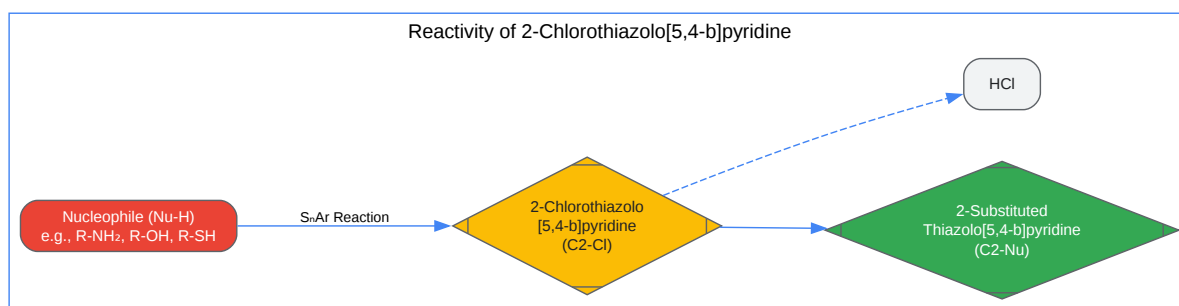 Reactivity of 2-Chlorothiazolo[5,4-b]pyridine
HCl
Nucleophile (Nu-H)
e.g., R-NH₂, R-OH, R-SH
SₙAr Reaction
2-Chlorothiazolo
[5,4-b]pyridine
(C2-Cl)
2-Substituted
Thiazolo[5,4-b]pyridine
(C2-Nu)